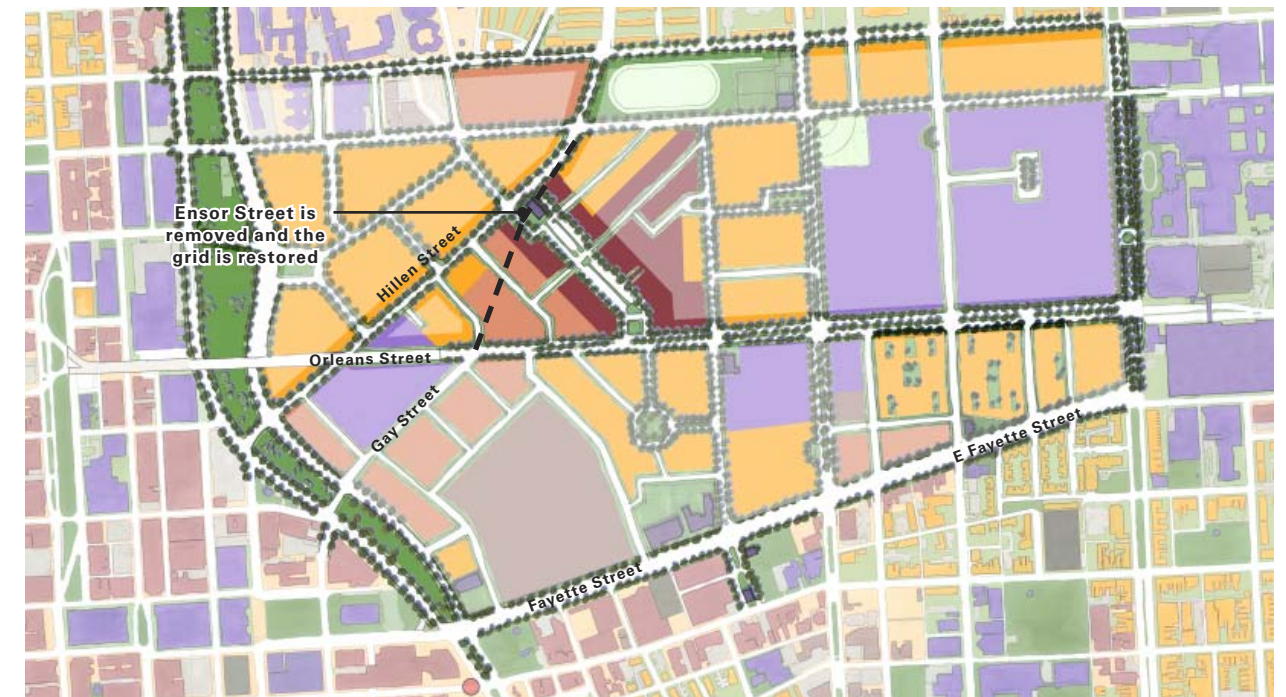 Ensor Street is
removed and the
grid is restored
Hillen Street
Orleans Street
Gay Street
E Fayette Street
Fayette Street